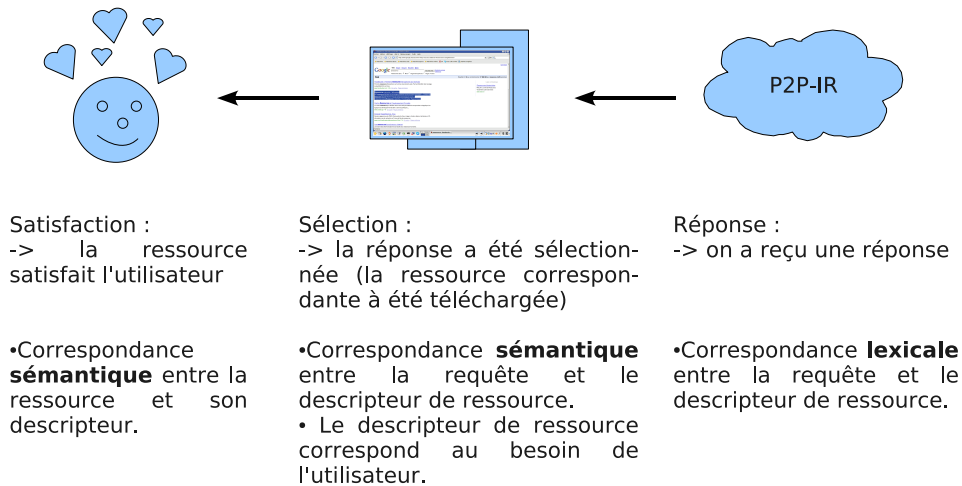 P2P-IR
Google
Satisfaction :
-> la ressource
satisfait l'utilisateur
•Correspondance
sémantique entre la
ressource et son
descripteur.
Sélection :
-> la réponse a été sélection-
née (la ressource correspon-
dante à été téléchargée)
•Correspondance sémantique
entre la requête et le
descripteur de ressource.
• Le descripteur de ressource
correspond au besoin de
l'utilisateur.
Réponse :
-> on a reçu une réponse
•Correspondance lexicale
entre la requête et le
descripteur de ressource.